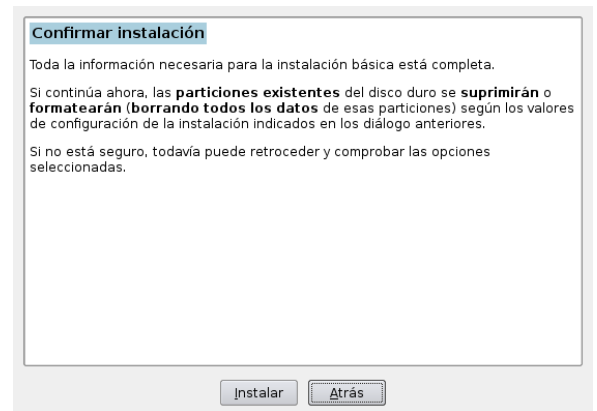 Confirmar instalación
Toda la información necesaria para la instalación básica está completa.
Si continúa ahora, las particiones existentes del disco duro se suprimirán o
formatearán (borrando todos los datos de esas particiones) según los valores
de configuración de la instalación indicados en los diálogo anteriores.
Si no está seguro, todavía puede retroceder y comprobar las opciones
seleccionadas.
Instalar
Atrás